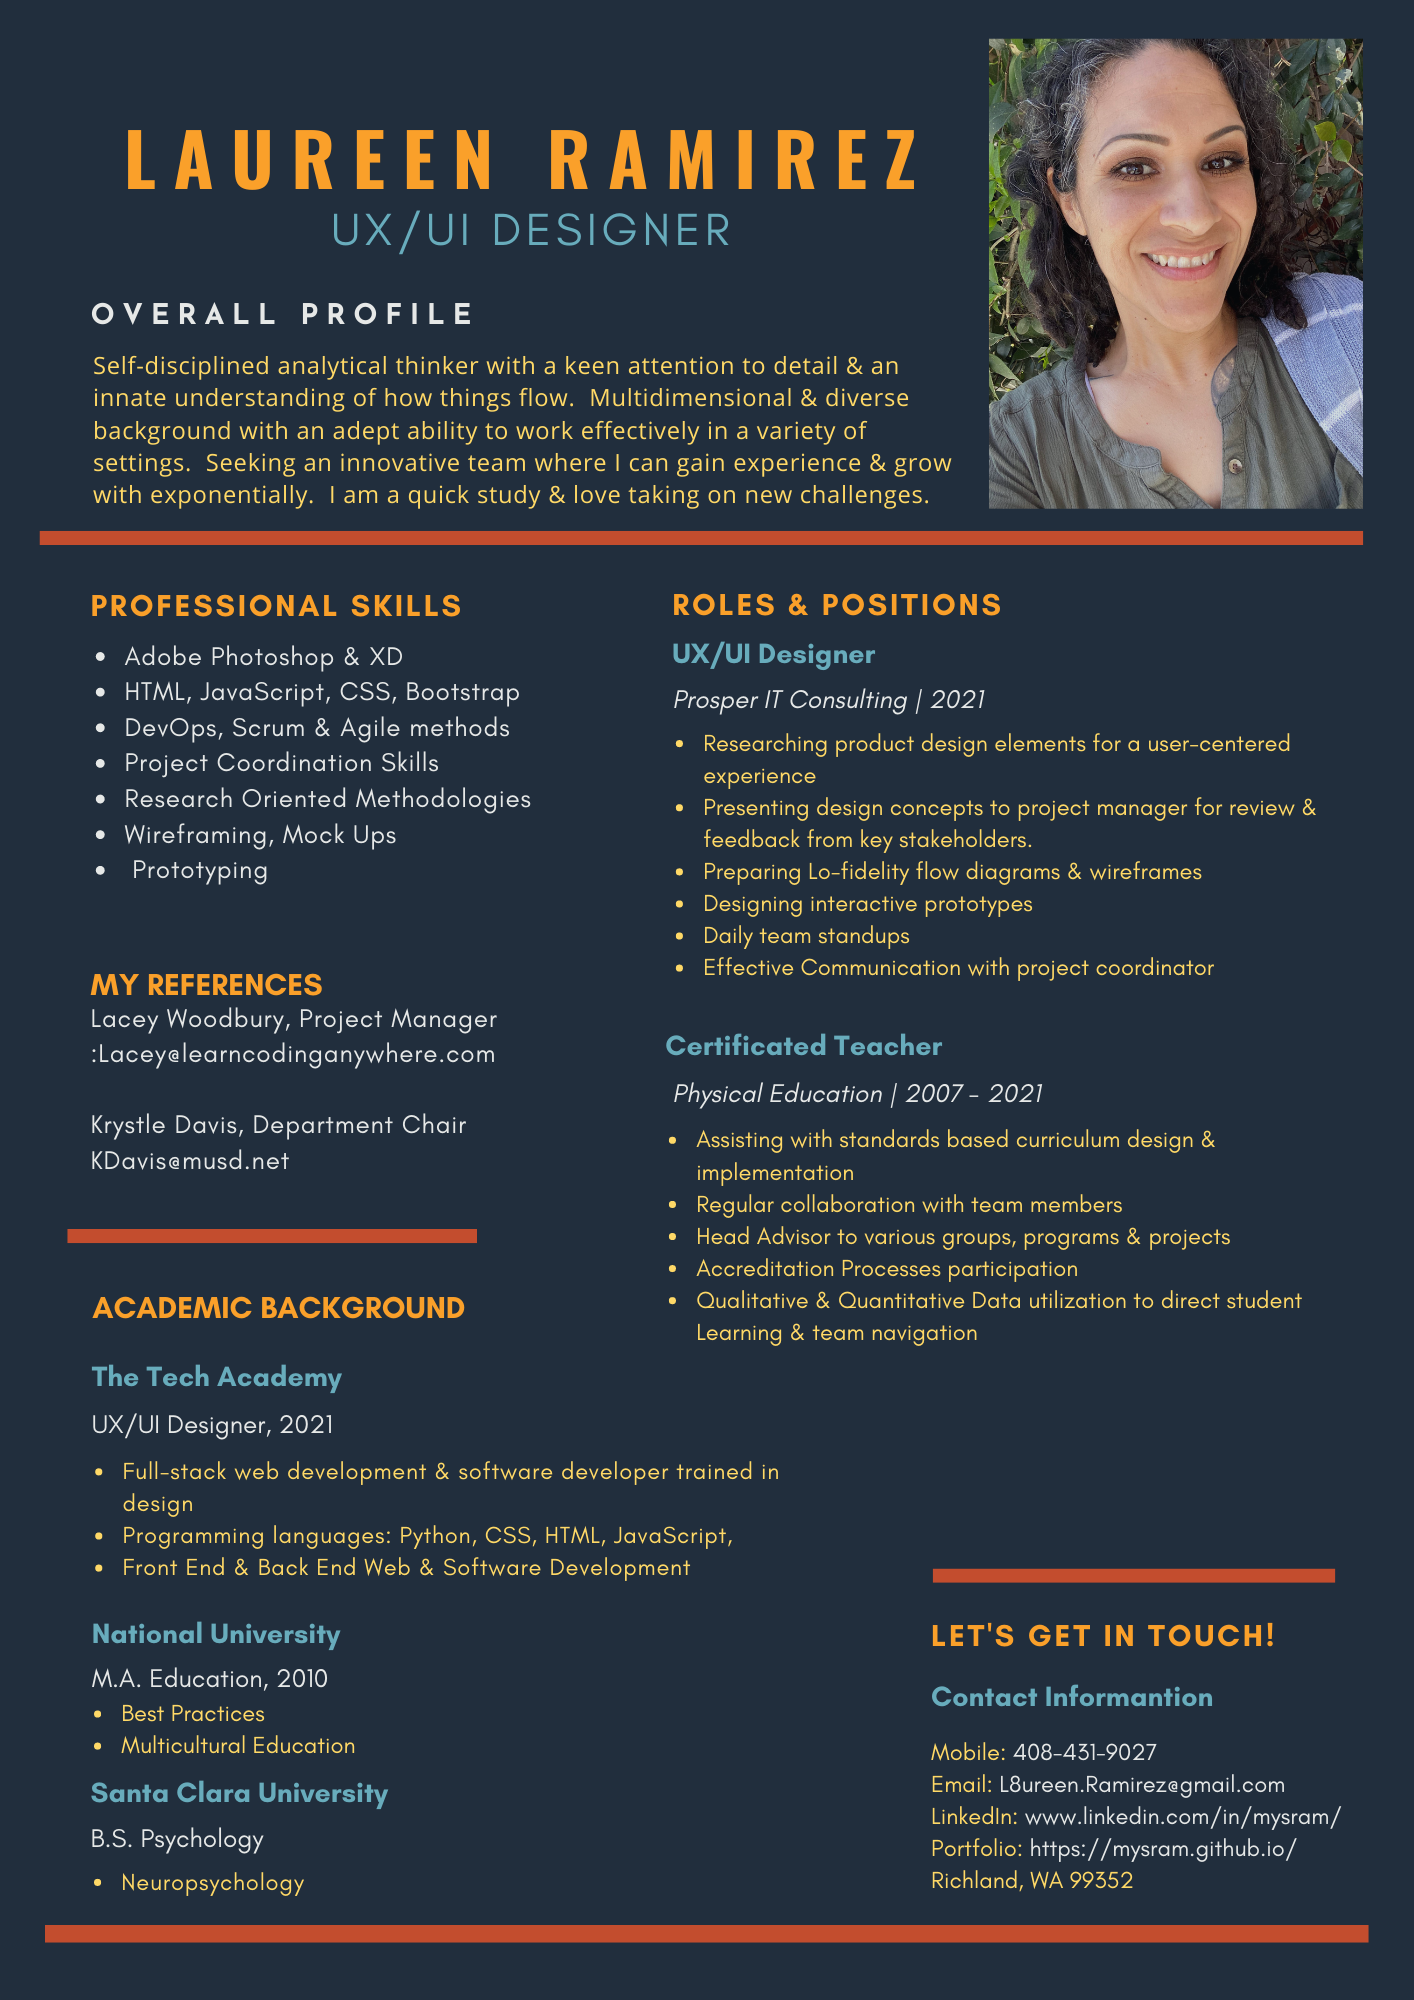 LAUREEN RAMIREZ
UX/UI DESIGNER
OVERALL PROFILE
Self-disciplined analytical thinker with a keen attention to detail & an
innate understanding of how things flow.  Multidimensional & diverse
background with an adept ability to work effectively in a variety of
settings.  Seeking an innovative team where I can gain experience & grow
with exponentially.  I am a quick study & love taking on new challenges.
PROFESSIONAL SKILLS
• Adobe Photoshop & XD
• HTML, JavaScript, CSS, Bootstrap
• DevOps, Scrum & Agile methods
• Project Coordination Skills
• Research Oriented Methodologies
• Wireframing, Mock Ups
• Prototyping
MY REFERENCES
Lacey Woodbury, Project Manager
:Lacey@learncodinganywhere.com
Krystle Davis, Department Chair
KDavis@musd.net
ROLES & POSITIONS
UX/UI Designer
Prosper IT Consulting | 2021
• Researching product design elements for a user-centered
experience
• Presenting design concepts to project manager for review &
feedback from key stakeholders.
• Preparing Lo-fidelity flow diagrams & wireframes
• Designing interactive prototypes
• Daily team standups
• Effective Communication with project coordinator
Certificated Teacher
Physical Education | 2007 - 2021
• Assisting with standards based curriculum design &
implementation
• Regular collaboration with team members
• Head Advisor to various groups, programs & projects
• Accreditation Processes participation
• Qualitative & Quantitative Data utilization to direct student
Learning & team navigation
ACADEMIC BACKGROUND
The Tech Academy
UX/UI Designer, 2021
• Full-stack web development & software developer trained in
design
• Programming languages: Python, CSS, HTML, JavaScript,
• Front End & Back End Web & Software Development
National University
M.A. Education, 2010
• Best Practices
• Multicultural Education
Santa Clara University
B.S. Psychology
• Neuropsychology
LET'S GET IN TOUCH!
Contact Informantion
Mobile: 408-431-9027
Email: L8ureen.Ramirez@gmail.com
LinkedIn: www.linkedin.com/in/mysram/
Portfolio: https://mysram.github.io/
Richland, WA 99352